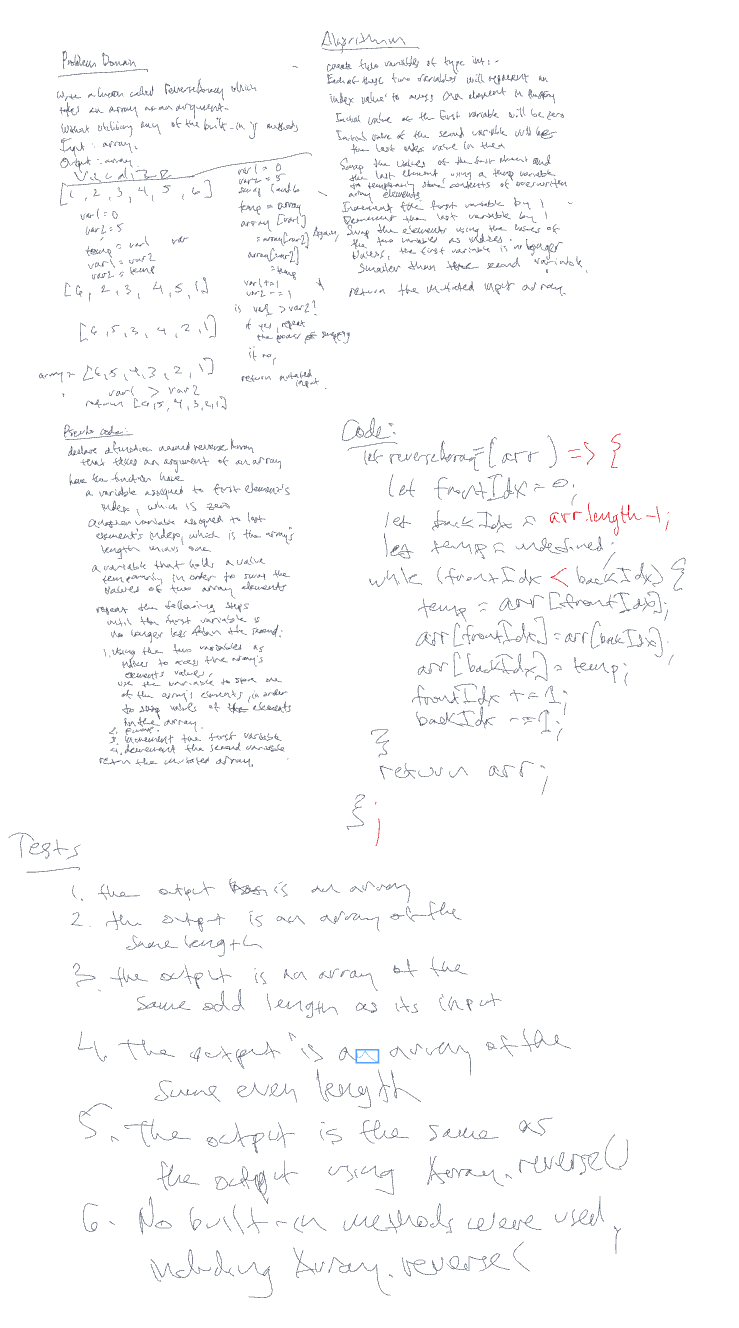 Problem Domain
Write a function called reverseArray which
takes an array as an argument.
Without utilizing any of the built-in js methods
Input: array.
Output: array
Visualize
[1, 2, 3, 4, 5, 6]
var1 = 0
var2 = 5
temp = var1 var
var1 = var2
var2 = temp
[6, 2, 3, 4, 5, 1]
[6, 5, 3, 4, 2, 1]
array = [6, 5, 4, 3, 2, 1]
var1 > var2
return [6, 5, 4, 3, 2, 1]
var1 = 0
var2 = 5
swap 1 and 6
temp = array
array [var1]
= array[var2]
array[var2]
= temp
var1 += 1
var2 -= 1
is var1 > var2?
if yes, repeat
the process of swapping
if no,
return mutated
input.
Algorithm
create two variables of type int:
Each of these two variables will represent an
index value to access an element in the array
Initial value of the first variable will be zero
Initial value of the second variable will be
the last index value in the
Swap the values of the first element and
the last element using a temp variable
to temporarily store contents of overwritten
array elements
Increment the first variable by 1
Decrement the last variable by 1
Again, swap the elements using the values of
the two variables as indices.
Unless, the first variable is no longer
smaller than the second variable.
return the mutated input array.
Pseudo code:
declare a function named reverse Array
that takes an argument of an array
have the function have
a variable assigned to first element's
index, which is zero
another variable assigned to last
element's index, which is the array's
length minus one
a variable that holds a value
temporarily in order to swap the
values of two array elements
repeat the following steps
until the first variable is
no longer less than the second:
1. Using the two variables as
indices to access the array's
elements values,
use the variable to store one
of the array's elements, in order
to swap values of the elements
in the array.
3. increment the first variable
4. decrement the second variable
return the mutated array.
Code:
let reverseArray = (arr) => {
let frontIdx = 0;
let backIdx = arr.length-1;
let temp = undefined;
while (frontIdx < backIdx) {
temp = arr[frontIdx];
arr[frontIdx] = arr[backIdx];
arr[backIdx] = temp;
frontIdx += 1;
backIdx -= 1;
}
return arr;
};
Tests
1. the output is an array
2. the output is an array of the
same length
3. the output is an array of the
same odd length as its input
4. The output is an array of the
same even length
5. The output is the same as
the output using Array.reverse()
6. No built-in methods were used,
including Array.reverse(